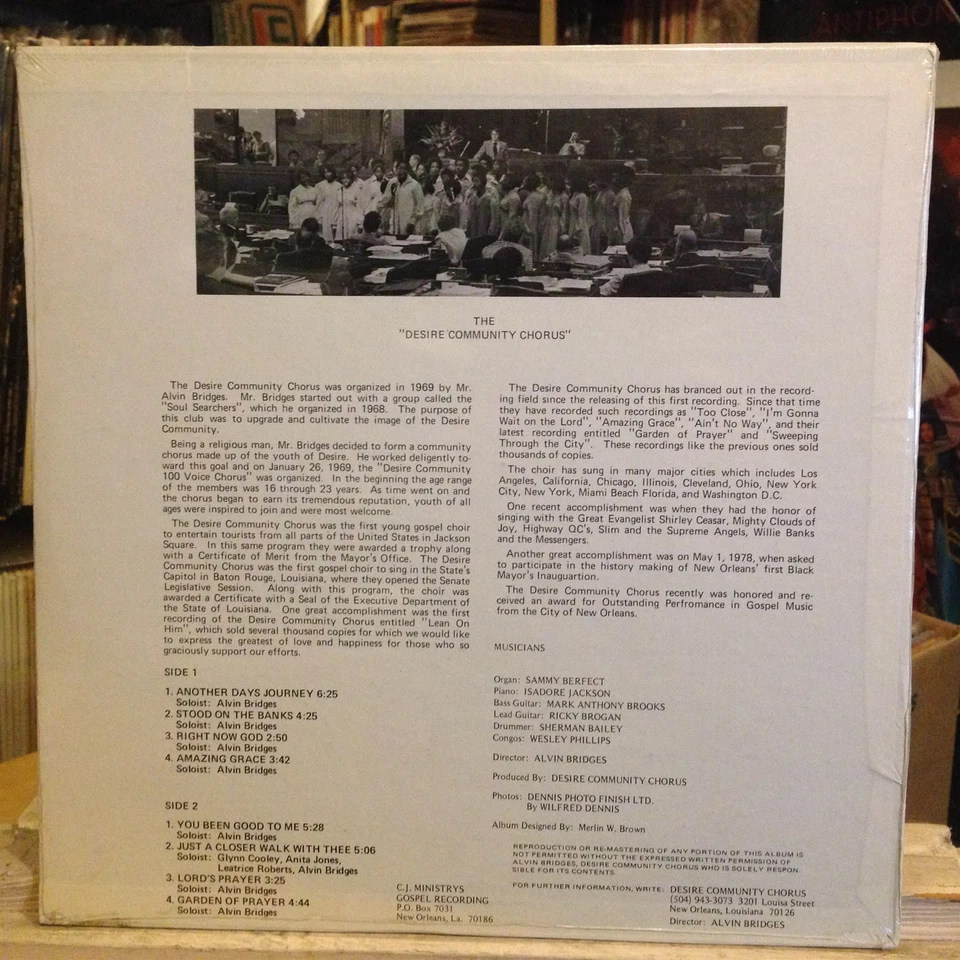 ANTIPHON
THE
"DESIRE COMMUNITY CHORUS"
The Desire Community Chorus was organized in 1969 by Mr.
Alvin Bridges. Mr. Bridges started out with a group called the
"Soul Searchers", which he organized in 1968. The purpose of
this club was to upgrade and cultivate the image of the Desire
Community.
Being a religious man, Mr. Bridges decided to form a community
chorus made up of the youth of Desire. He worked deligently to-
ward this goal and on January 26, 1969, the "Desire Community
100 Voice Chorus" was organized. In the beginning the age range
of the members was 16 through 23 years. As time went on and
the chorus began to earn its tremendous reputation, youth of all
ages were inspired to join and were most welcome.
The Desire Community Chorus was the first young gospel choir
to entertain tourists from all parts of the United States in Jackson
Square. In this same program they were awarded a trophy along
with a Certificate of Merit from the Mayor's Office. The Desire
Community Chorus was the first gospel choir to sing in the State's
Capitol in Baton Rouge, Louisiana, where they opened the Senate
Legislative Session. Along with this program, the choir was
awarded a Certificate with a Seal of the Executive Department of
the State of Louisiana. One great accomplishment was the first
recording of the Desire Community Chorus entitled "Lean On
Him", which sold several thousand copies for which we would like
to express the greatest of love and happiness for those who so
graciously support our efforts.
The Desire Community Chorus has branced out in the record-
ing field since the releasing of this first recording. Since that time
they have recorded such recordings as "Too Close", "I'm Gonna
Wait on the Lord", "Amazing Grace", "Ain't No Way", and their
latest recording entitled "Garden of Prayer" and "Sweeping
Through the City". These recordings like the previous ones sold
thousands of copies.
The choir has sung in many major cities which includes Los
Angeles, California, Chicago, Illinois, Cleveland, Ohio, New York
City, New York, Miami Beach Florida, and Washington D.C.
One recent accomplishment was when they had the honor of
singing with the Great Evangelist Shirley Ceasar, Mighty Clouds of
Joy, Highway QC's, Slim and the Supreme Angels, Willie Banks
and the Messengers.
Another great accomplishment was on May 1, 1978, when asked
to participate in the history making of New Orleans' first Black
Mayor's Inauguartion.
The Desire Community Chorus recently was honored and re-
ceived an award for Outstanding Perfromance in Gospel Music
from the City of New Orleans.
SIDE 1
1. ANOTHER DAYS JOURNEY 6:25
Soloist: Alvin Bridges
2. STOOD ON THE BANKS 4:25
Soloist: Alvin Bridges
3. RIGHT NOW GOD 2:50
Soloist: Alvin Bridges
4. AMAZING GRACE 3:42
Soloist: Alvin Bridges
SIDE 2
1. YOU BEEN GOOD TO ME 5:28
Soloist: Alvin Bridges
2. JUST A CLOSER WALK WITH THEE 5:06
Soloist: Glynn Cooley, Anita Jones,
Leatrice Roberts, Alvin Bridges
3. LORD'S PRAYER 3:25
Soloist: Alvin Bridges
4. GARDEN OF PRAYER 4:44
Soloist: Alvin Bridges
C.J. MINISTRYS
GOSPEL RECORDING
P.O. Box 7031
New Orleans, La. 70186
MUSICIANS
Organ: SAMMY BERFECT
Piano: ISADORE JACKSON
Bass Guitar: MARK ANTHONY BROOKS
Lead Guitar: RICKY BROGAN
Drummer: SHERMAN BAILEY
Congos: WESLEY PHILLIPS
Director: ALVIN BRIDGES
Produced By: DESIRE COMMUNITY CHORUS
Photos: DENNIS PHOTO FINISH LTD.
By WILFRED DENNIS
Album Designed By: Merlin W. Brown
REPRODUCTION OR RE-MASTERING OF ANY PORTION OF THIS ALBUM IS
NOT PERMITTED WITHOUT THE EXPRESSED WRITTEN PERMISSION OF
ALVIN BRIDGES, DESIRE COMMUNITY CHORUS WHO IS SOLELY RESPON
SIBLE FOR ITS CONTENTS
FOR FURTHER INFORMATION, WRITE: DESIRE COMMUNITY CHORUS
(504) 943-3073 3201 Louisa Street
New Orleans, Louisiana 70126
Director: ALVIN BRIDGES